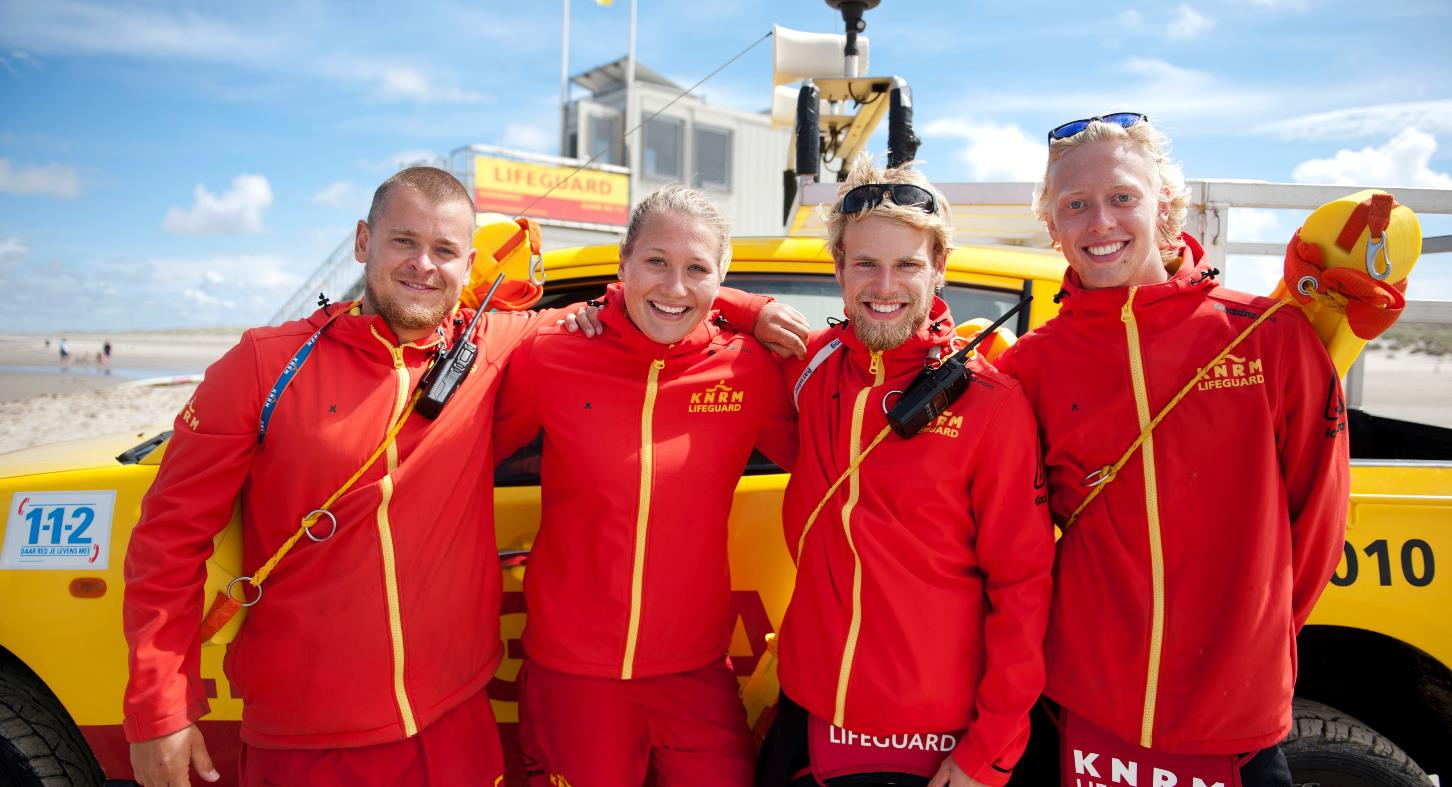 LIFEGUARD
1-1-2
DAAR RED JE LEVENS MEE
KNRM
KNRM
LIFEGUARD
LIFEGUARD
LIFEGUARD
KNRM
LIFEGUARD
010
KNRM